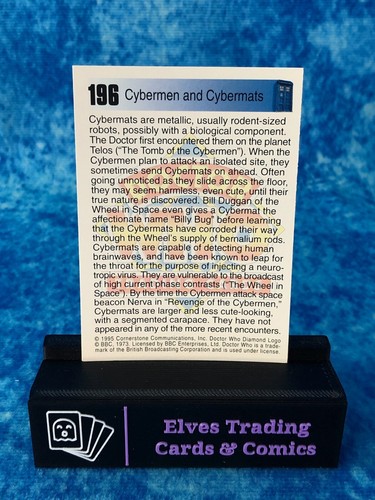 196 Cybermen and Cybermats
Cybermats are metallic, usually rodent-sized
robots, possibly with a biological component.
The Doctor first encountered them on the planet
Telos ("The Tomb of the Cybermen"). When the
Cybermen plan to attack an isolated site, they
sometimes send Cybermats on ahead. Often
going unnoticed as they slide across the floor,
they may seem harmless, even cute, until their
true nature is discovered. Bill Duggan of the
Wheel in Space even gives a Cybermat the
affectionate name "Billy Bug" before learning
that the Cybermats have corroded their way
through the Wheel's supply of bernalium rods.
Cybermats are capable of detecting human
brainwaves, and have been known to leap for
the throat for the purpose of injecting a neuro-
tropic virus. They are vulnerable to the broadcast
of high current phase contrasts ("The Wheel in
Space"). By the time the Cybermen attack space
beacon Nerva in "Revenge of the Cybermen,"
Cybermats are larger and less cute-looking,
with a segmented carapace. They have not
appeared in any of the more recent encounters.
© 1995 Cornerstone Communications, Inc. Doctor Who Diamond Logo
© BBC, 1973. Licensed by BBC Enterprises, Ltd. Doctor Who is a trade-
mark of the British Broadcasting Corporation and is used under license.
Elves Trading
Cards & Comics